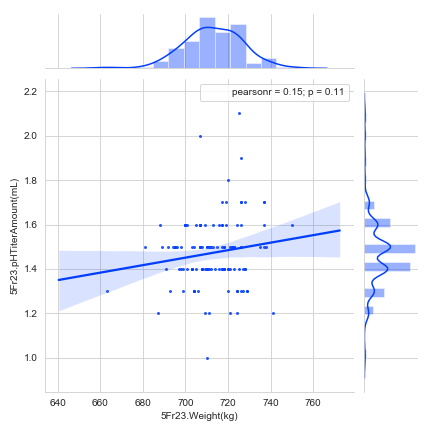 pearsonr = 0.15; p = 0.11
2.2
2.0
1.8
1.6
1.4
1.2
1.0
5Fr23.pHTiterAmount(mL)
640 660 680 700 720 740 760
5Fr23.Weight(kg)